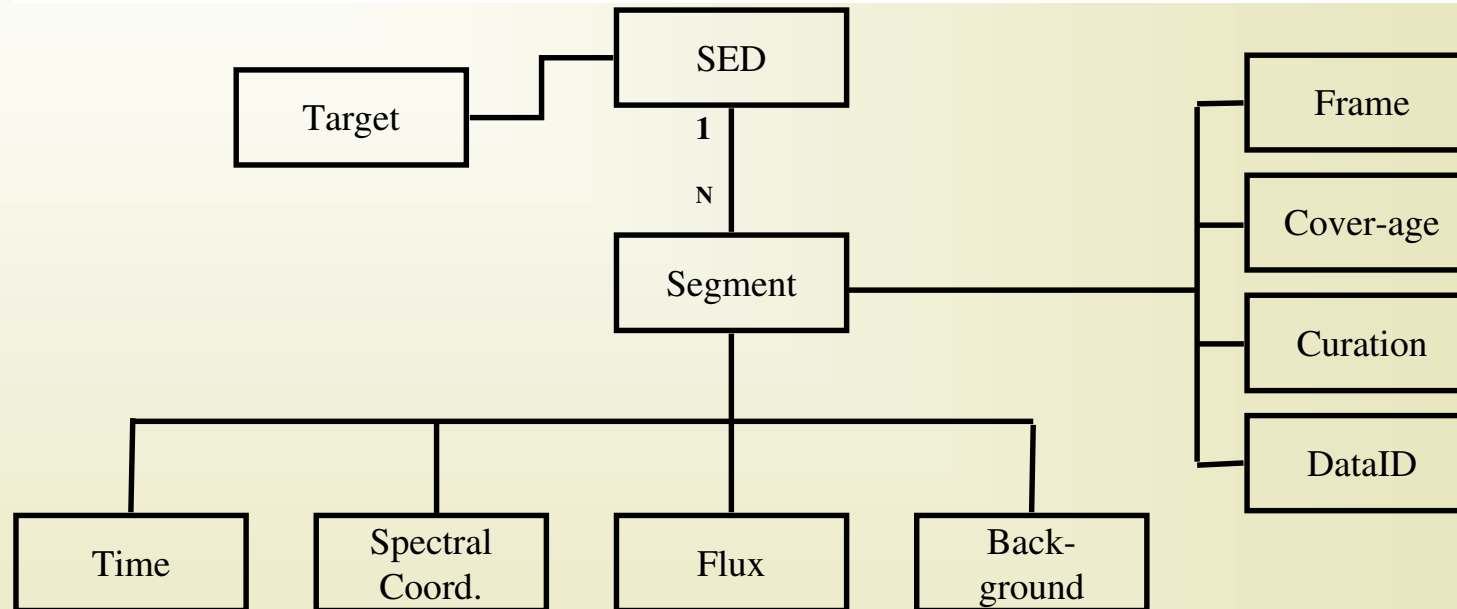 SED
Target
1
N
Segment
Frame
Cover-age
Curation
DataID
Time
Spectral
Coord.
Flux
Back-
ground